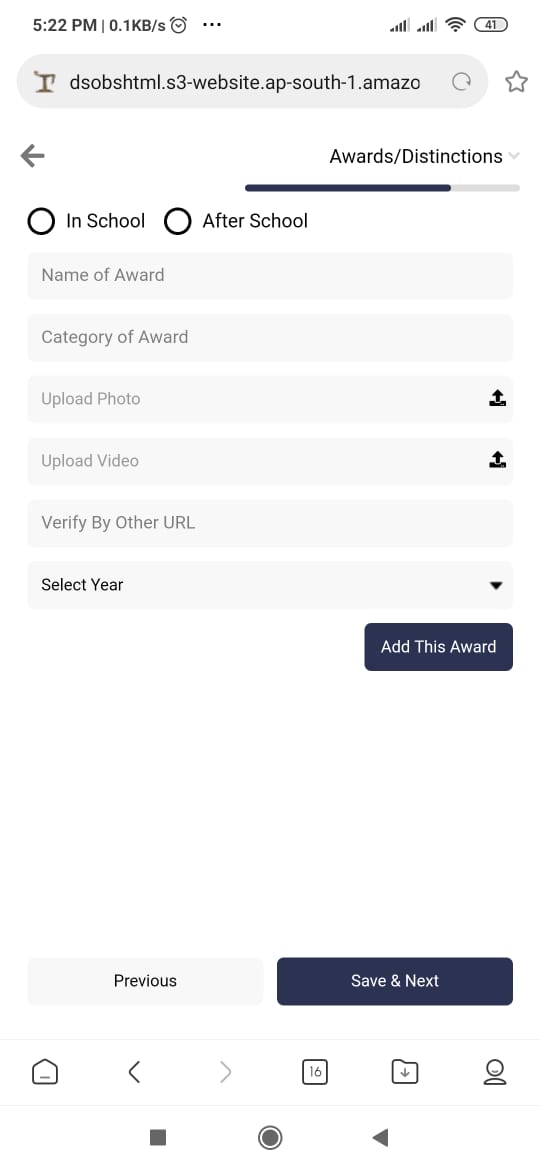 5:22 PM | 0.1KB/s ... 41
dsobshtml.s3-website.ap-south-1.amazo
Awards/Distinctions
In School After School
Name of Award
Category of Award
Upload Photo
Upload Video
Verify By Other URL
Select Year
Add This Award
Previous Save & Next
16